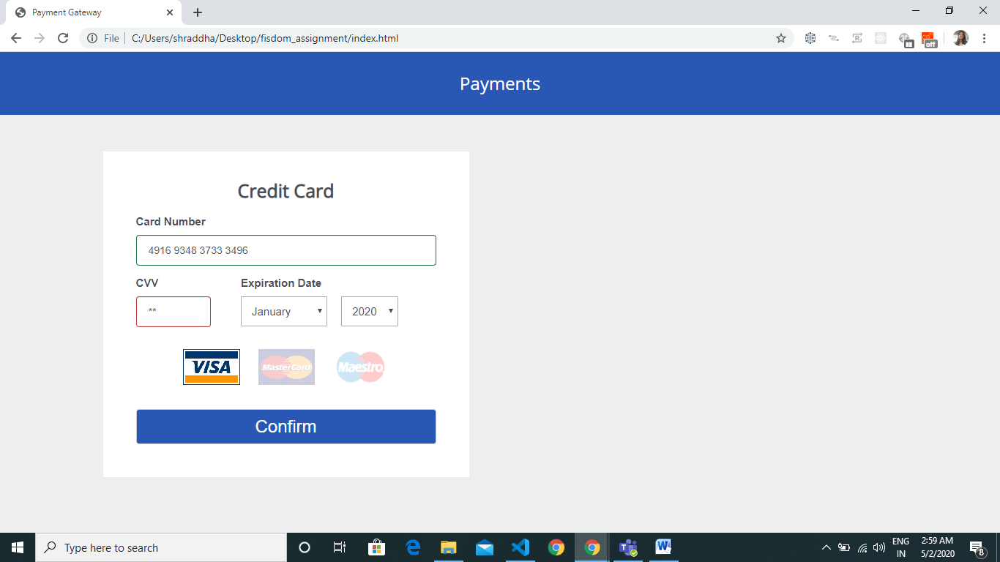 Payment Gateway
File C:/Users/shraddha/Desktop/fisdom_assignment/index.html
off
Payments
Credit Card
Card Number
4916 9348 3733 3496
CVV Expiration Date
** January 2020
VISA MasterCard Maestro
Confirm
Type here to search
ENG
IN
2:59 AM
5/2/2020
8